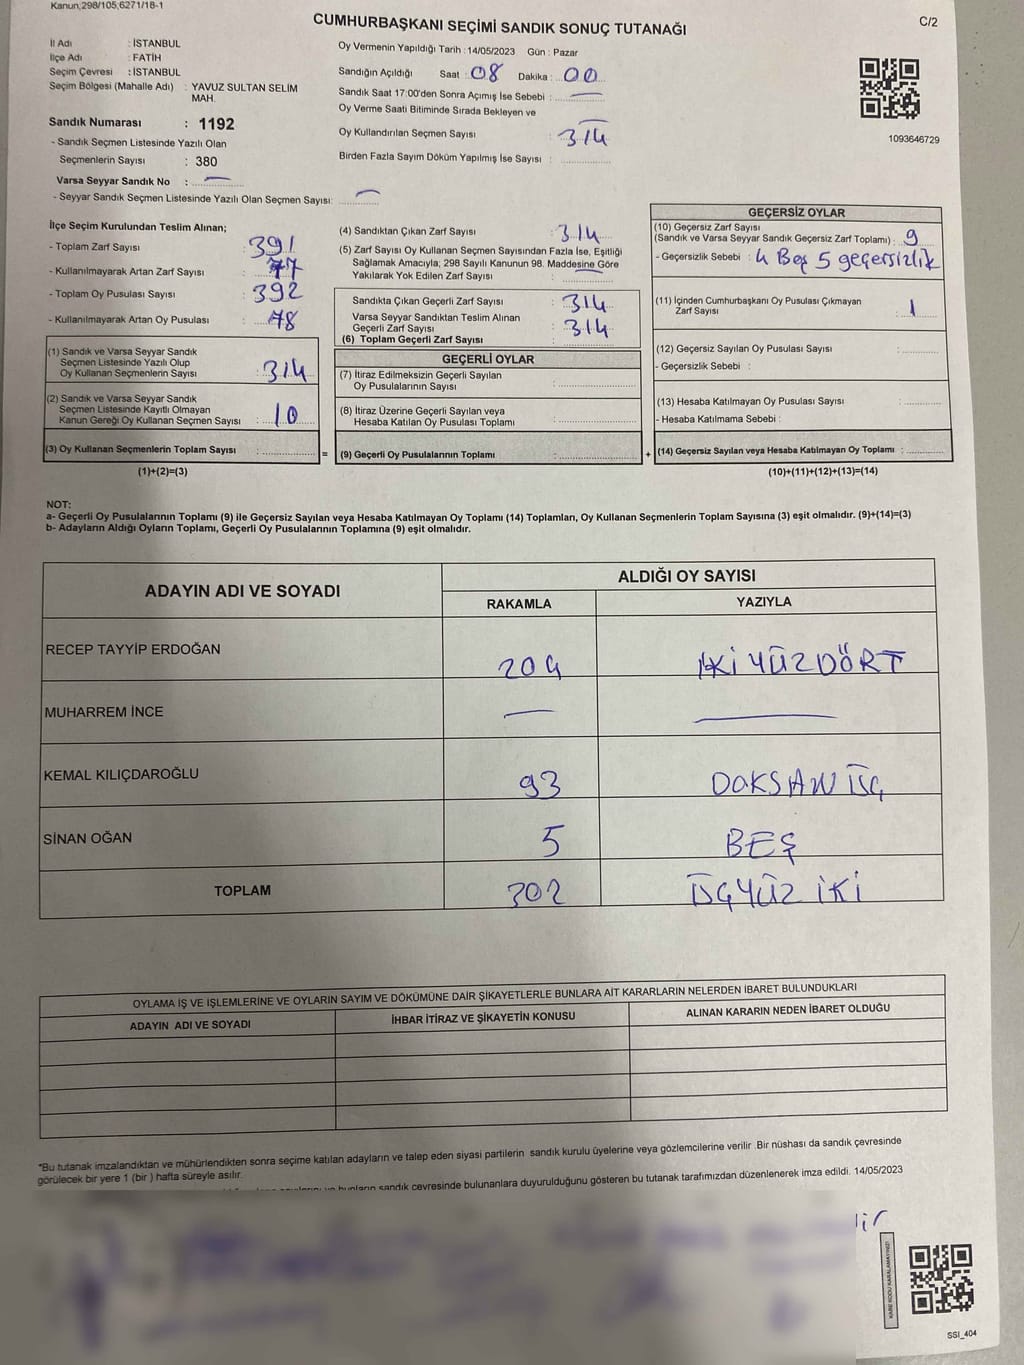 Kanun,298/105;6271/18-1
CUMHURBAŞKANI SEÇİMİ SANDIK SONUÇ TUTANAĞI
C/2
İl Adı : İSTANBUL
İlçe Adı : FATİH
Seçim Çevresi : İSTANBUL
Seçim Bölgesi (Mahalle Adı) : YAVUZ SULTAN SELİM
MAH.
Sandık Numarası : 1192
- Sandık Seçmen Listesinde Yazılı Olan
Seçmenlerin Sayısı : 380
Varsa Seyyar Sandık No : —
- Seyyar Sandık Seçmen Listesinde Yazılı Olan Seçmen Sayısı: —
Oy Vermenin Yapıldığı Tarih : 14/05/2023 Gün : Pazar
Sandığın Açıldığı Saat : 08 Dakika : 00
Sandık Saat 17:00'den Sonra Açımış İse Sebebi : —
Oy Verme Saati Bitiminde Sırada Bekleyen ve
Oy Kullandırılan Seçmen Sayısı : 314
Birden Fazla Sayım Döküm Yapılmış İse Sayısı :
1093646729
İlçe Seçim Kurulundan Teslim Alınan;
- Toplam Zarf Sayısı : 391
- Kullanılmayarak Artan Zarf Sayısı : 77
- Toplam Oy Pusulası Sayısı : 392
- Kullanılmayarak Artan Oy Pusulası : 78
(1) Sandık ve Varsa Seyyar Sandık
Seçmen Listesinde Yazılı Olup
Oy Kullanan Seçmenlerin Sayısı : 314
(2) Sandık ve Varsa Seyyar Sandık
Seçmen Listesinde Kayıtlı Olmayan
Kanun Gereği Oy Kullanan Seçmen Sayısı : 10
(3) Oy Kullanan Seçmenlerin Toplam Sayısı :
(1)+(2)=(3)
(4) Sandıktan Çıkan Zarf Sayısı : 314
(5) Zarf Sayısı Oy Kullanan Seçmen Sayısından Fazla İse, Eşitliği
Sağlamak Amacıyla; 298 Sayılı Kanunun 98. Maddesine Göre
Yakılarak Yok Edilen Zarf Sayısı : —
Sandıkta Çıkan Geçerli Zarf Sayısı : 314
Varsa Seyyar Sandıktan Teslim Alınan
Geçerli Zarf Sayısı : 314
(6) Toplam Geçerli Zarf Sayısı :
GEÇERLİ OYLAR
(7) İtiraz Edilmeksizin Geçerli Sayılan
Oy Pusulalarının Sayısı :
(8) İtiraz Üzerine Geçerli Sayılan veya
Hesaba Katılan Oy Pusulası Toplamı :
= (9) Geçerli Oy Pusulalarının Toplamı :
GEÇERSİZ OYLAR
(10) Geçersiz Zarf Sayısı
(Sandık ve Varsa Seyyar Sandık Geçersiz Zarf Toplamı) : 9
- Geçersizlik Sebebi : 4 Boş 5 geçersizlik
(11) İçinden Cumhurbaşkanı Oy Pusulası Çıkmayan
Zarf Sayısı : 1
(12) Geçersiz Sayılan Oy Pusulası Sayısı :
- Geçersizlik Sebebi :
(13) Hesaba Katılmayan Oy Pusulası Sayısı :
- Hesaba Katılmama Sebebi :
+ (14) Geçersiz Sayılan veya Hesaba Katılmayan Oy Toplamı :
(10)+(11)+(12)+(13)=(14)
NOT:
a- Geçerli Oy Pusulalarının Toplamı (9) ile Geçersiz Sayılan veya Hesaba Katılmayan Oy Toplamı (14) Toplamları, Oy Kullanan Seçmenlerin Toplam Sayısına (3) eşit olmalıdır. (9)+(14)=(3)
b- Adayların Aldığı Oyların Toplamı, Geçerli Oy Pusulalarının Toplamına (9) eşit olmalıdır.
ADAYIN ADI VE SOYADI
ALDIĞI OY SAYISI
RAKAMLA YAZIYLA
RECEP TAYYİP ERDOĞAN 204 İKİ YÜZDÖRT
MUHARREM İNCE — —
KEMAL KILIÇDAROĞLU 93 DOKSAN ÜÇ
SİNAN OĞAN 5 BEŞ
TOPLAM 302 ÜÇYÜZ İKİ
OYLAMA İŞ VE İŞLEMLERİNE VE OYLARIN SAYIM VE DÖKÜMÜNE DAİR ŞİKAYETLERLE BUNLARA AİT KARARLARIN NELERDEN İBARET BULUNDUKLARI
ADAYIN ADI VE SOYADI İHBAR İTİRAZ VE ŞİKAYETİN KONUSU ALINAN KARARIN NEDEN İBARET OLDUĞU
*Bu tutanak imzalandıktan ve mühürlendikten sonra seçime katılan adayların ve talep eden siyasi partilerin sandık kurulu üyelerine veya gözlemcilerine verilir .Bir nüshası da sandık çevresinde
görülecek bir yere 1 (bir ) hafta süreyle asılır.
sandık çevresinde bulunanlara duyurulduğunu gösteren bu tutanak tarafımızdan düzenlenerek imza edildi. 14/05/2023
SSI_404